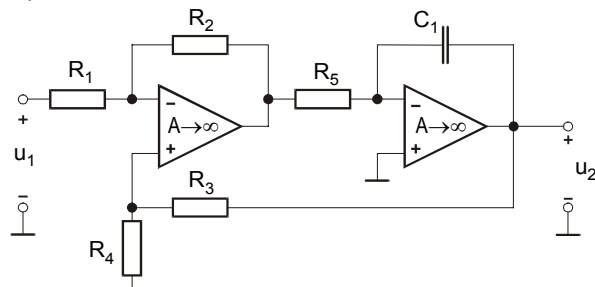 R2
C1
R1
R5
+
−
−
+
A→∞
A→∞
u1
+
+
u2
R3
−
−
R4